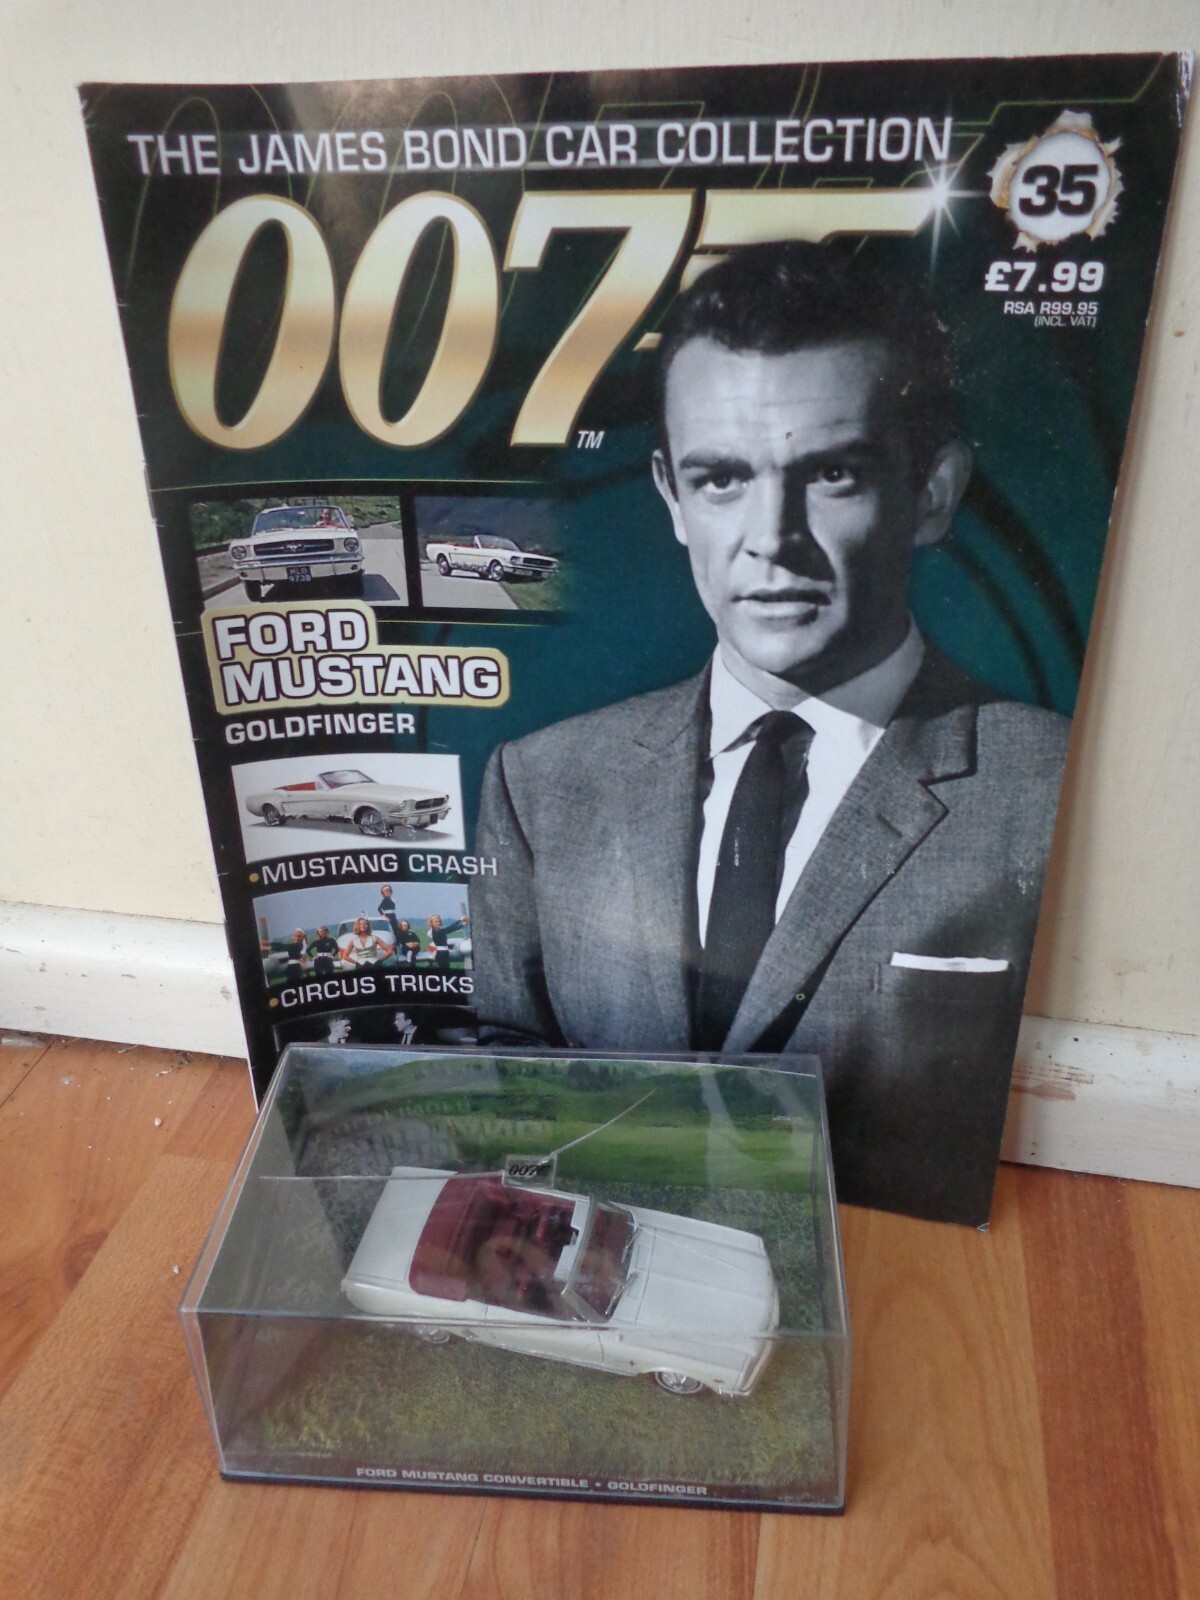 THE JAMES BOND CAR COLLECTION
35
007 TM
£7.99
RSA R99.95
(INCL. VAT)
FORD
MUSTANG
GOLDFINGER
•MUSTANG CRASH
•CIRCUS TRICKS
007
FORD MUSTANG CONVERTIBLE • GOLDFINGER